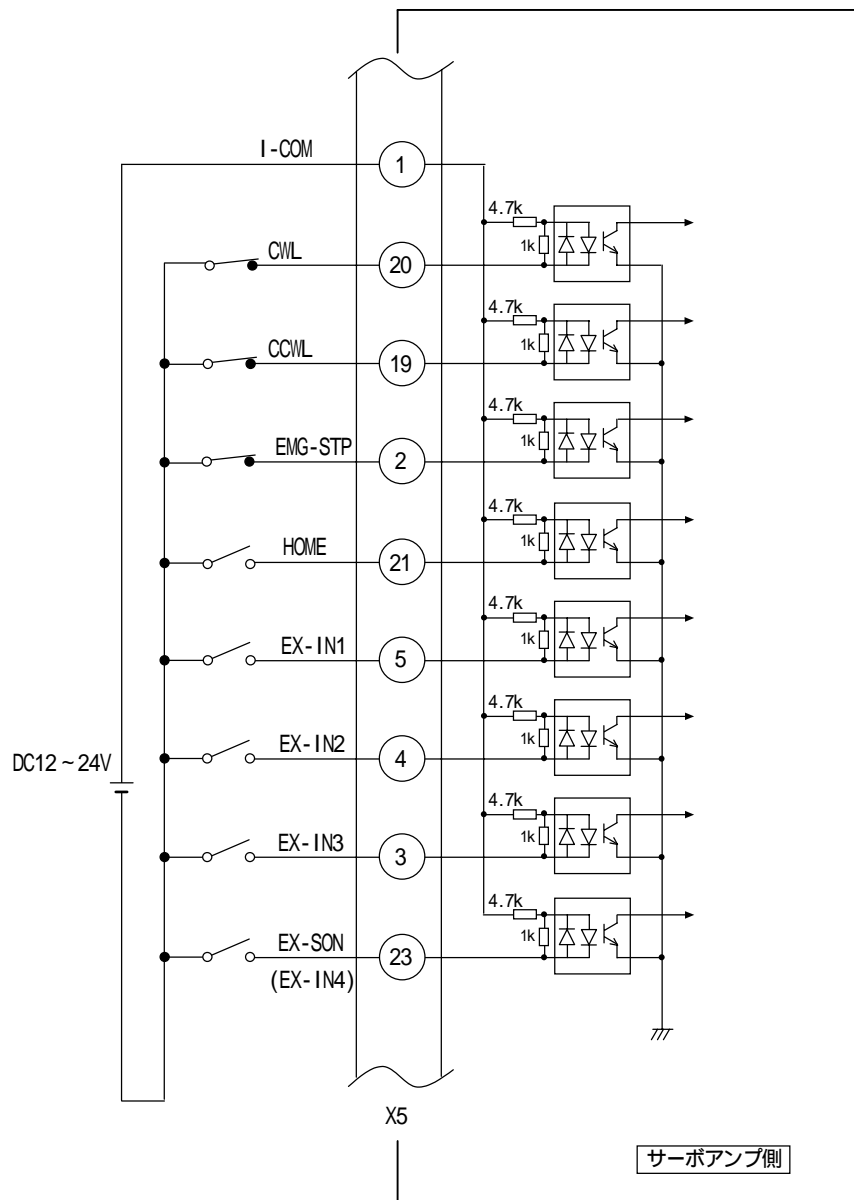 I-COM
1
4.7k
1k
CWL
20
4.7k
1k
CCWL
19
4.7k
1k
EMG-STP
2
4.7k
1k
HOME
21
4.7k
1k
EX-IN1
5
4.7k
1k
EX-IN2
4
DC12～24V
4.7k
1k
EX-IN3
3
4.7k
1k
EX-SON
23
(EX-IN4)
X5
サーボアンプ側